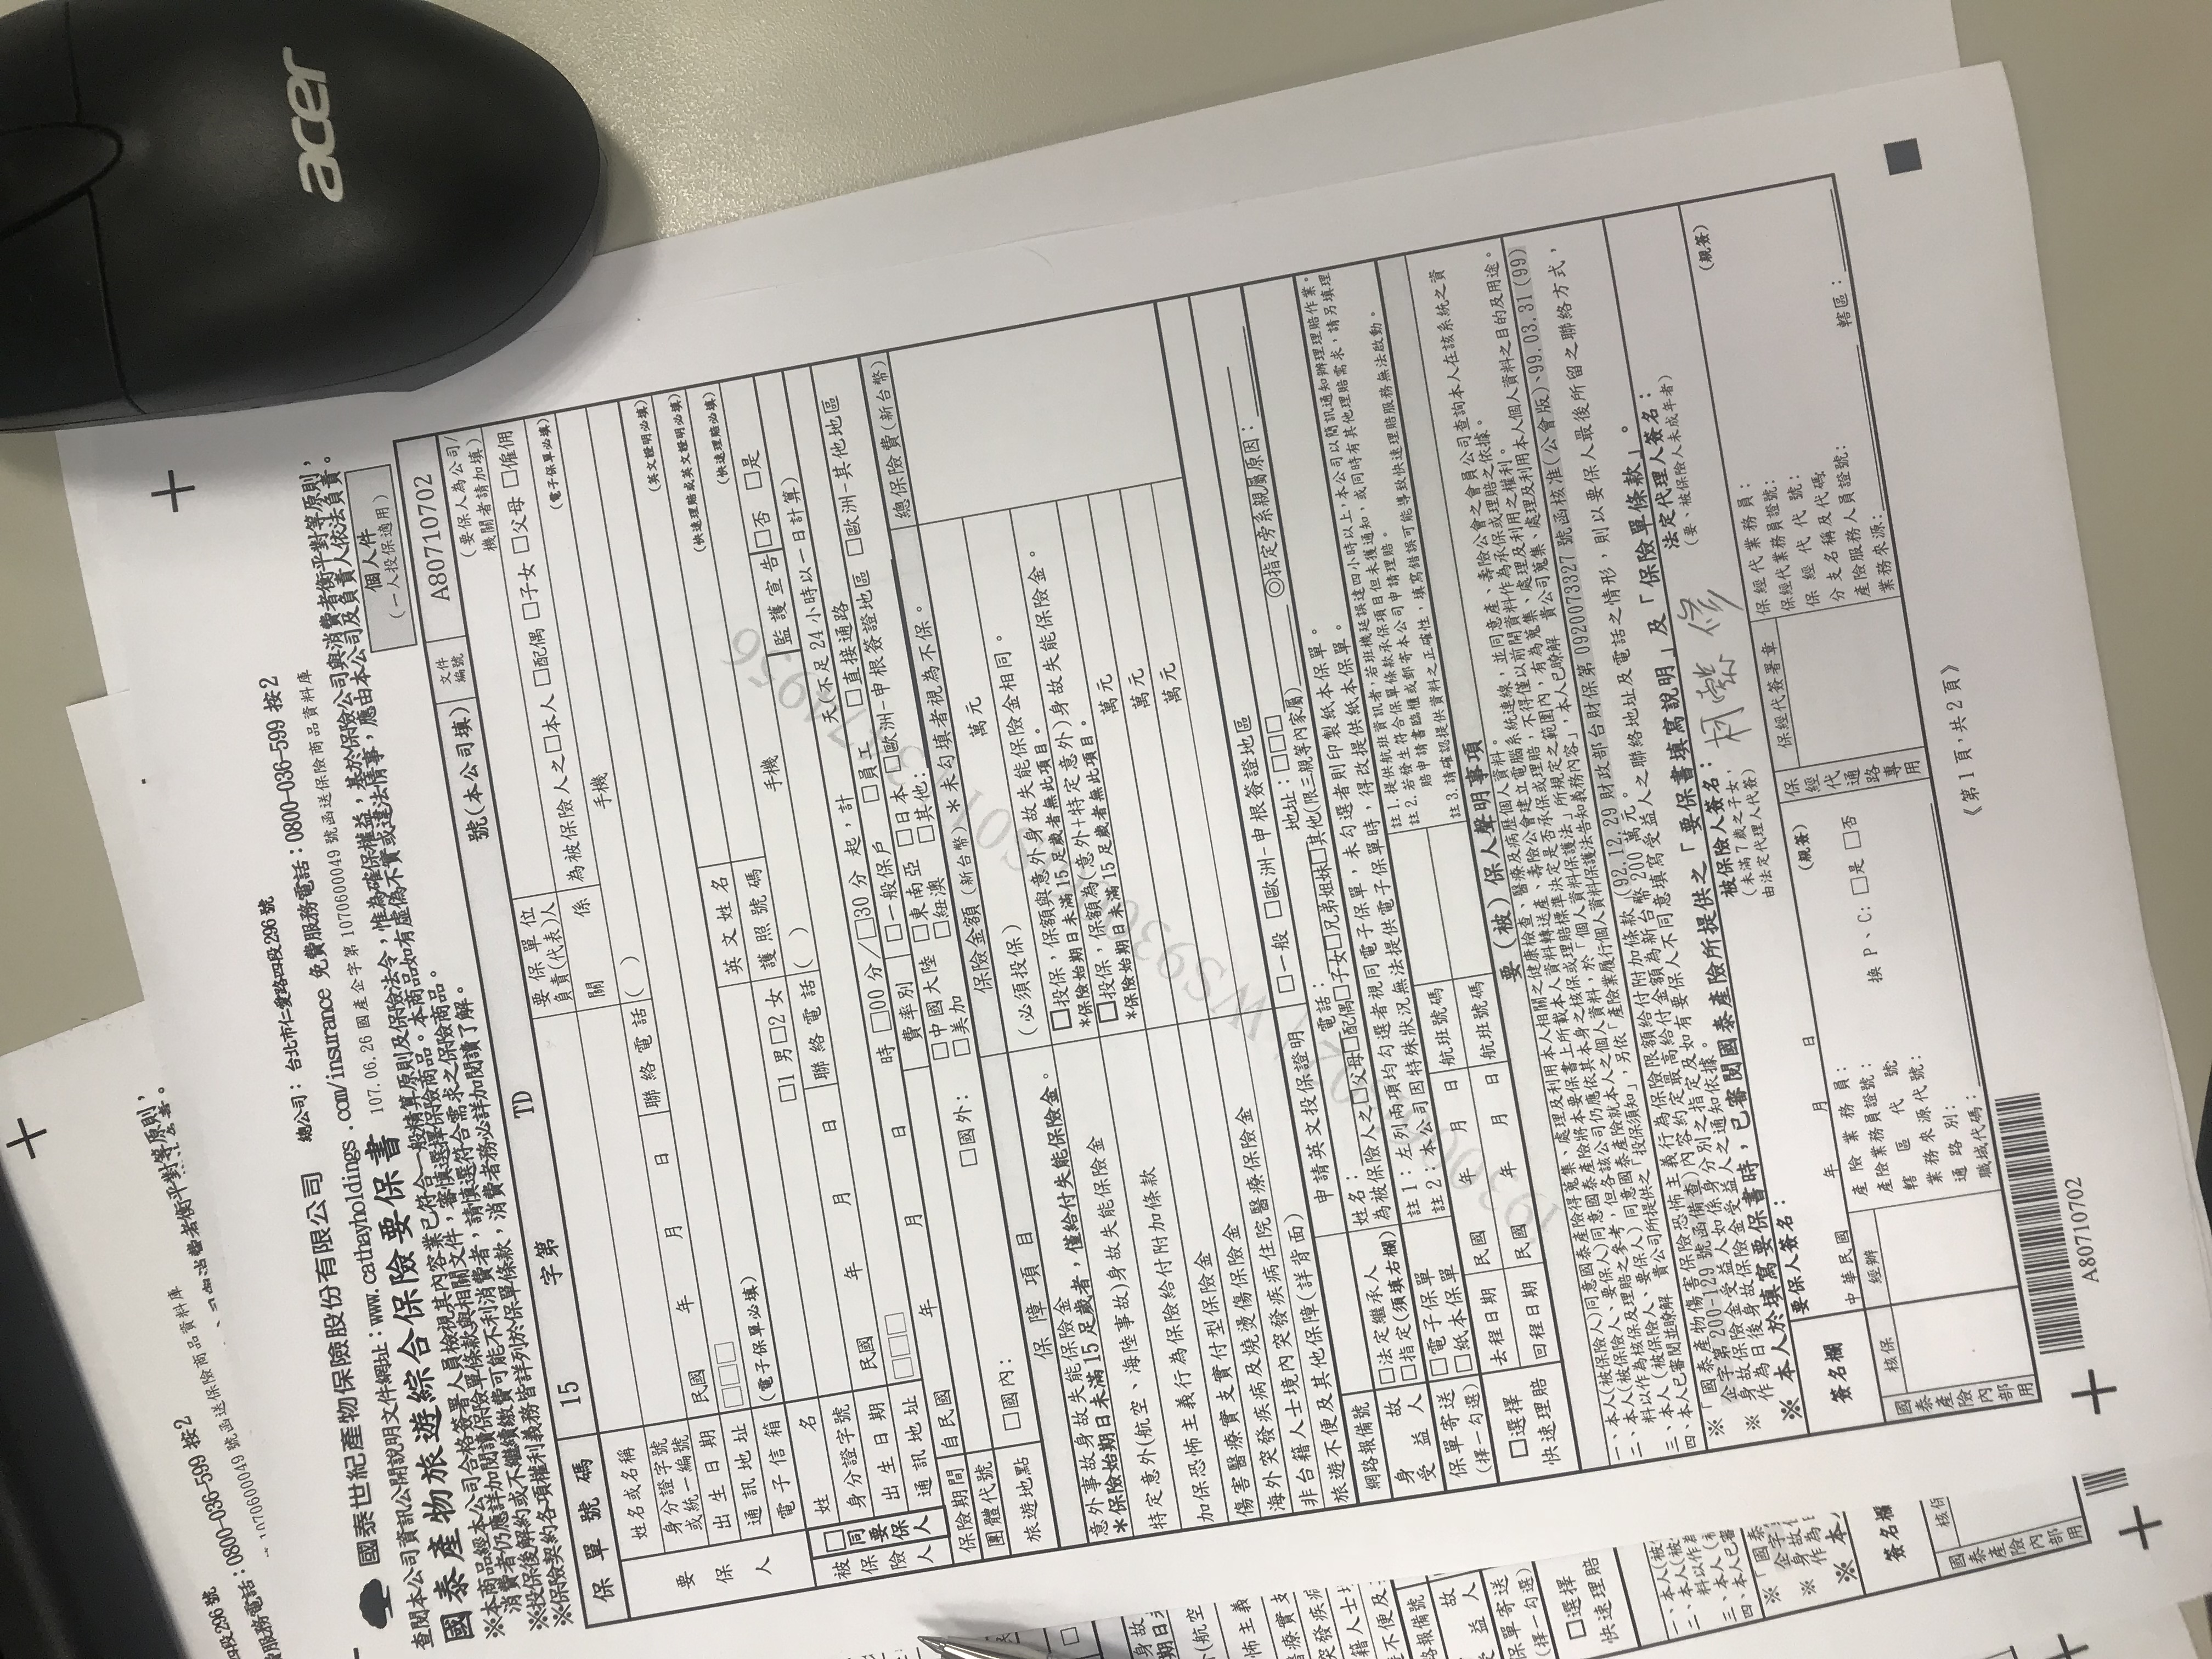 國泰世紀產物保險股份有限公司 總公司：台北市仁愛路四段296號
查閱本公司資訊公開說明文件網址：www.cathayholdings.com/insurance 免費服務電話：0800-036-599 按2
國泰產物旅遊綜合保險要保書 107.06.26 國產企字第 1070600049 號函送保險商品資料庫
※本商品經本公司合格簽署人員檢視其內容業已符合一般精算原則及保險法令，惟為確保權益，基於保險公司與消費者衡平對等原則，
消費者仍應詳加閱讀保險單條款與相關文件，審慎選擇保險商品。本商品如有虛偽不實或違法情事，應由本公司及負責人依法負責。
※投保後解約或不繼續繳費可能不利消費者，請慎選符合需求之保險商品。
※保險契約各項權利義務皆詳列於保單條款，消費者務必詳加閱讀了解。
個人件
(一人投保適用)
保單號碼 15 字第 TD 號(本公司填) 文件編號 A80710702
要保人
姓名或名稱 要保單位負責(代表)人 (要保人為公司/機關者請加填)
身分證字號或統一編號 關係 為被保險人之□本人 □配偶 □子女 □父母 □僱傭
出生日期 民國 年 月 日 聯絡電話 ( ) 手機 (電子保單必填)
通訊地址 □□□
電子信箱 (電子保單必填)
被保險人 □同要保人
姓名 □1 男□2 女 英文姓名 (英文證明必填)
身分證字號 護照號碼 (快速理賠或英文證明必填)
出生日期 民國 年 月 日 聯絡電話 ( ) 手機 (快速理賠必填)
通訊地址 □□□ 監護宣告 □否 □是
保險期間 自民國 年 月 日 時 □00 分／□30 分 起，計 天(不足 24 小時以一日計算)
團體代號 費率別 □一般保戶 □員工 □直接通路
旅遊地點 □國內： □國外： □中國大陸 □東南亞 □日本 □歐洲-申根簽證地區 □歐洲-其他地區
□美加 □紐澳 □其他：
保障項目 保險金額(新台幣)＊未勾填者視為不保。 總保險費(新台幣)
意外事故身故失能保險金 (必須投保) 萬元
＊保險始期日未滿 15 足歲者，僅給付失能保險金。
特定意外(航空、海陸事故)身故失能保險金 □投保，保額與意外身故失能保險金相同。
＊保險始期日未滿 15 足歲者無此項目。
加保恐怖主義行為保險給付附加條款 □投保，保額為(意外+特定意外)身故失能保險金。
＊保險始期日未滿 15 足歲者無此項目。
傷害醫療實支實付型保險金 萬元
海外突發疾病及燒燙傷保險金 萬元
非台籍人士境內突發疾病住院醫療保險金 萬元
旅遊不便及其他保障(詳背面)
網路報備號 申請英文投保證明 □一般 □歐洲-申根簽證地區
身故受益人 □法定繼承人 □指定(須填右欄) 姓名： 電話： 地址：□□□
為被保險人之□父母□配偶□子女□兄弟姐妹□其他(限三親等內家屬) ◎指定旁系親屬原因：
保單寄送(擇一勾選) □電子保單 □紙本保單
註 1：左列兩項均勾選者視同電子保單，未勾選者則印製紙本保單。
註 2：本公司因特殊狀況無法提供電子保單時，得改提供紙本保單。
□選擇快速理賠
去程日期 民國 年 月 日 航班號碼
回程日期 民國 年 月 日 航班號碼
註 1.提供航班資訊者，若班機延誤達四小時以上，本公司以簡訊通知辦理理賠作業。
註 2.若發生符合保單條款承保項目但未獲通知，或同時有其他理賠需求，請另填理
賠申請書臨櫃或郵寄本公司申請理賠。
註 3.請確認提供資料之正確性，填寫錯誤可能導致快速理賠服務無法啟動。
要(被)保人聲明事項
一、本人(被保險人)同意國泰產險得蒐集、處理及利用本人相關之健康檢查、醫療及病歷個人資料。
二、本人(被保險人、要保人)同意國泰產險將本要保書上所載本人資料轉送產、壽險公會建立電腦系統連線，並同意產、壽險公會之會員公司查詢本人在該系統之資
料以作為核保及理賠之參考，但各該公司仍應依其本身之核保或理賠標準決定是否承保或理賠，不得僅以前開資料作為承保或理賠之依據。
三、本人(被保險人、要保人)同意國泰產險就本人之個人資料，於「個人資料保護法」所規定之範圍內，有為蒐集、處理及利用之權利。
四、本人已審閱並瞭解 貴公司所提供之「投保須知」，另依「產險業履行個人資料保護法告知義務內容」，本人已瞭解 貴公司蒐集、處理及利用本人個人資料之目的及用途。
※「國泰產物傷害保險恐怖主義行為保險限額給付附加條款(92.12.29 財政部台財保第 0920073327 號函核准(公會版)、99.03.31(99)
企字第 200-129 號函備查)內容約定最高給付金額為新台幣 200 萬元。
※ 身故保險金受益人如係身分別之指定及如有要保人不同意填寫受益人之聯絡地址及電話之情形，則以要保人最後所留之聯絡方式，
作為日後身故保險金受益人之通知依據。
※ 本人於填寫要保書時，已審閱國泰產險所提供之「要保書填寫說明」及「保險單條款」。
簽名欄 要保人簽名： 中華民國 年 月 日 (親簽)
被保險人簽名： (未滿 7 歲之子女，由法定代理人代簽)
法定代理人簽名： (要、被保險人未成年者) (親簽)
國泰產險內部用 核保 經辦
產險業務員：
產險業務員證號：
轄區代號
業務來源代號：
通路別：
職域代碼：
換 P、C：□是 □否
保經代通路專用 保經代簽署章
保經代業務員：
保經代業務員證號：
保經代代號：
分支名稱及代碼
產險服務人員證號：
業務來源： 轄區：
《第 1 頁，共 2 頁》
A80710702
acer